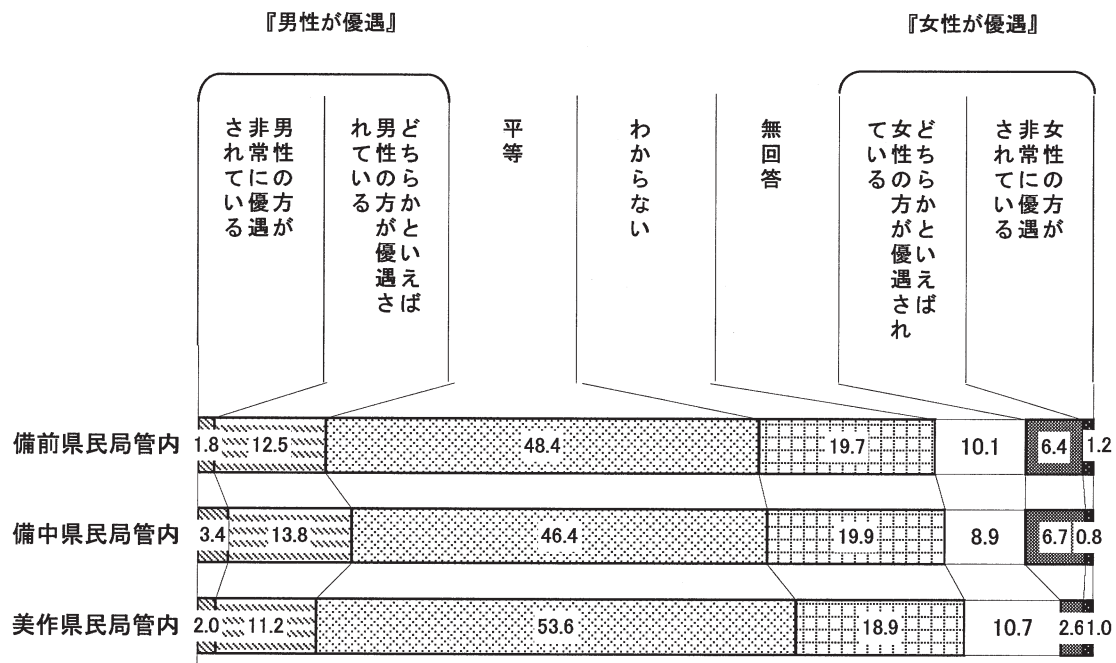 『男性が優遇』
『女性が優遇』
男性の方が
非常に優遇
されている
どちらかといえば
男性の方が優遇さ
れている
平等
わからない
無回答
どちらかといえば
女性の方が優遇され
ている
女性の方が
非常に優遇
されている
備前県民局管内 1.8 12.5 48.4 19.7 10.1 6.4 1.2
備中県民局管内 3.4 13.8 46.4 19.9 8.9 6.7 0.8
美作県民局管内 2.0 11.2 53.6 18.9 10.7 2.6 1.0